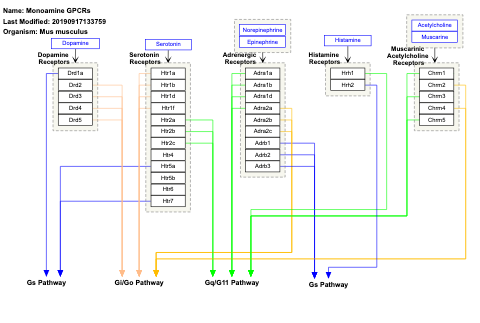 Name: Monoamine GPCRs
Last Modified: 20190917133759
Organism: Mus musculus
Dopamine
Serotonin
Norepinephrine
Epinephrine
Histamine
Acetylcholine
Muscarine
Dopamine
Receptors
Serotonin
Receptors
Adrenergic
Receptors
Histamine
Receptors
Muscarinic
Acetylcholine
Receptors
Drd1a
Drd2
Drd3
Drd4
Drd5
Htr1a
Htr1b
Htr1d
Htr1f
Htr2a
Htr2b
Htr2c
Htr4
Htr5a
Htr5b
Htr6
Htr7
Adra1a
Adra1b
Adra1d
Adra2a
Adra2b
Adra2c
Adrb1
Adrb2
Adrb3
Hrh1
Hrh2
Chrm1
Chrm2
Chrm3
Chrm4
Chrm5
Gs Pathway
Gi/Go Pathway
Gq/G11 Pathway
Gs Pathway